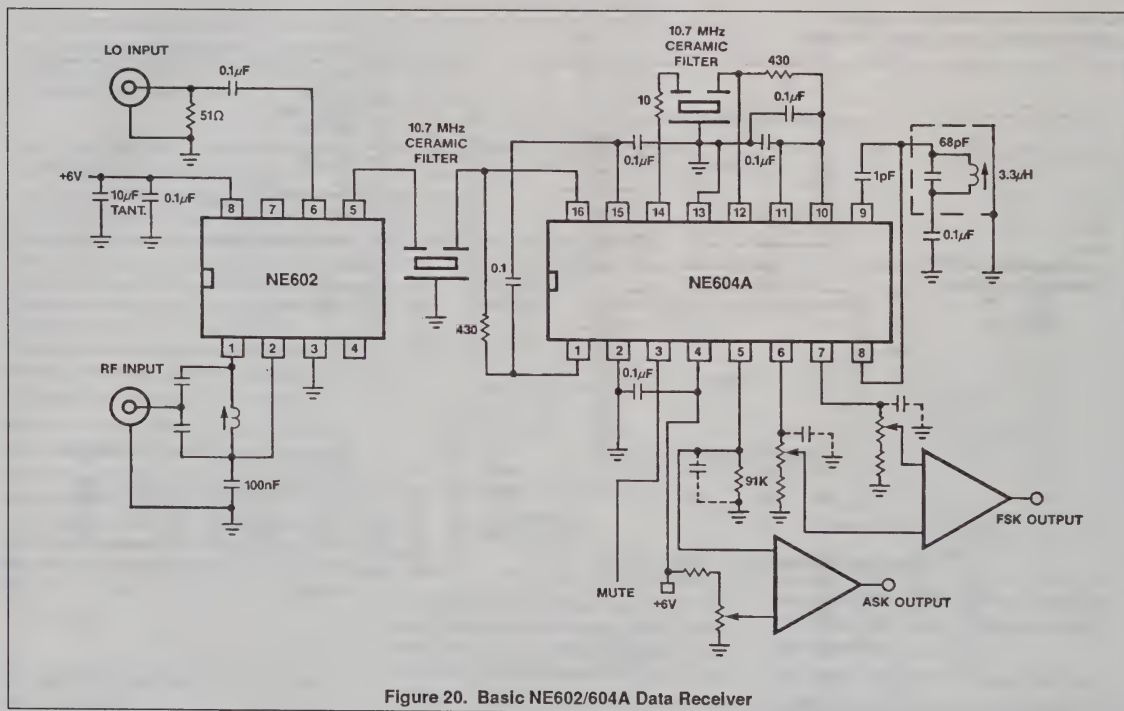 LO INPUT
0.1μF
51Ω
+6V
10μF
TANT.
0.1μF
8
7
6
5
NE602
1
2
3
4
RF INPUT
100nF
10.7 MHz
CERAMIC
FILTER
430
0.1
10.7 MHz
CERAMIC
FILTER
10
430
0.1μF
0.1μF
0.1μF
16
15
14
13
12
11
10
9
1pF
68pF
3.3μH
0.1μF
NE604A
1
2
3
4
5
6
7
8
0.1μF
91K
MUTE
+6V
FSK OUTPUT
ASK OUTPUT
Figure 20. Basic NE602/604A Data Receiver